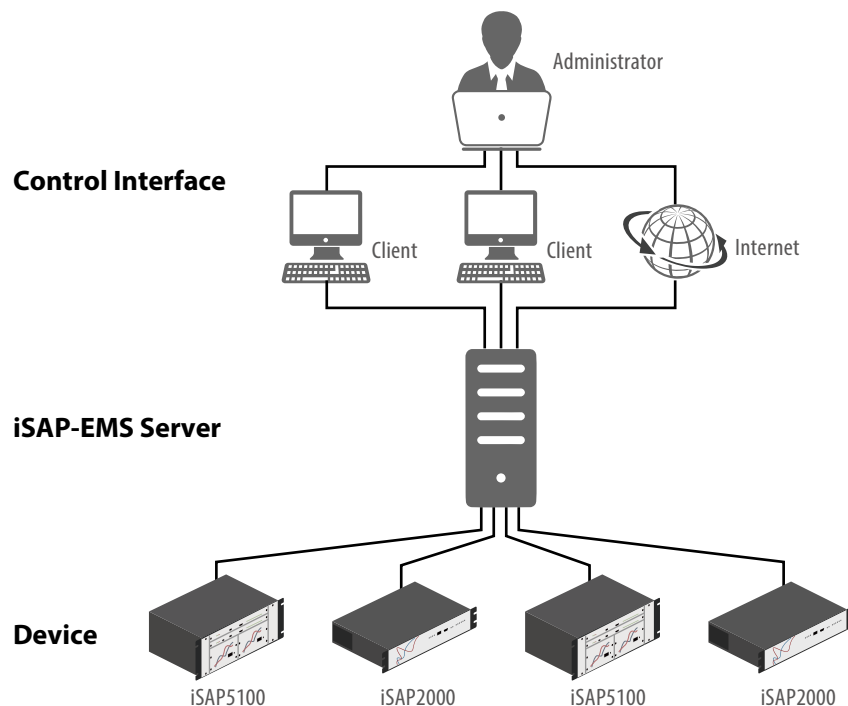 Administrator
Control Interface
Client
Client
Internet
iSAP-EMS Server
Device
iSAP5100
iSAP2000
iSAP5100
iSAP2000